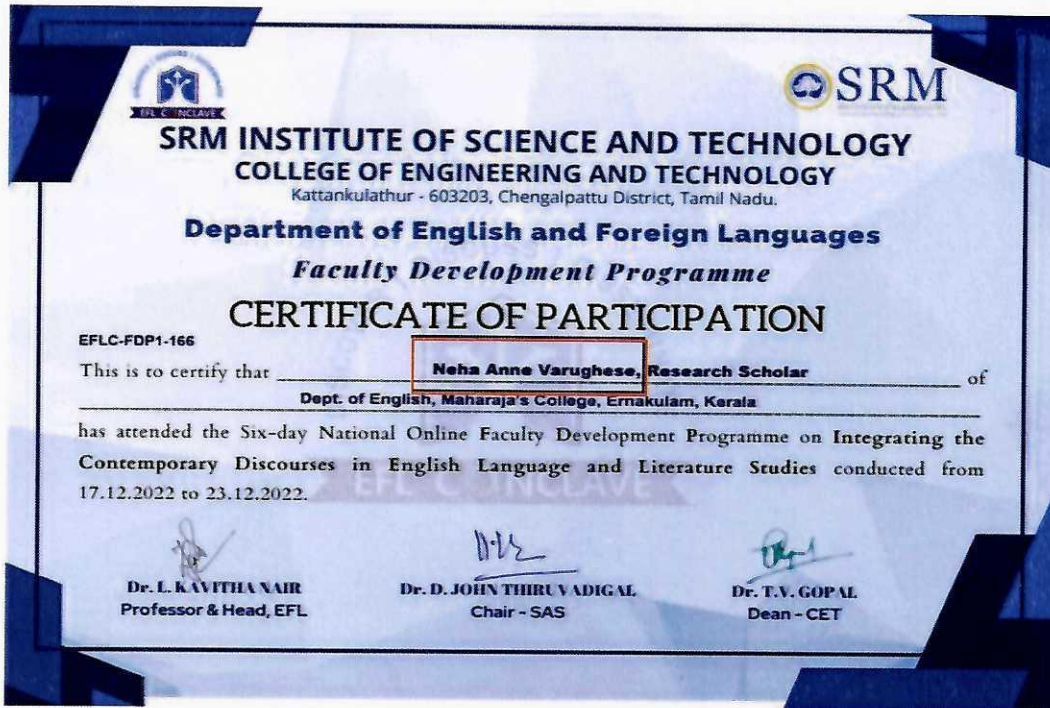 EFL CONCLAVE
SRM
SRM INSTITUTE OF SCIENCE AND TECHNOLOGY
COLLEGE OF ENGINEERING AND TECHNOLOGY
Kattankulathur - 603203, Chengalpattu District, Tamil Nadu.
Department of English and Foreign Languages
Faculty Development Programme
CERTIFICATE OF PARTICIPATION
EFLC-FDP1-166
This is to certify that Neha Anne Varughese, Research Scholar of
Dept. of English, Maharaja's College, Ernakulam, Kerala
has attended the Six-day National Online Faculty Development Programme on Integrating the
Contemporary Discourses in English Language and Literature Studies conducted from
17.12.2022 to 23.12.2022.
EFL CONCLAVE
Dr. L. KAVITHA NAIR
Professor & Head, EFL
Dr. D. JOHN THIRUVADIGAL
Chair - SAS
Dr. T.V. GOPAL
Dean - CET